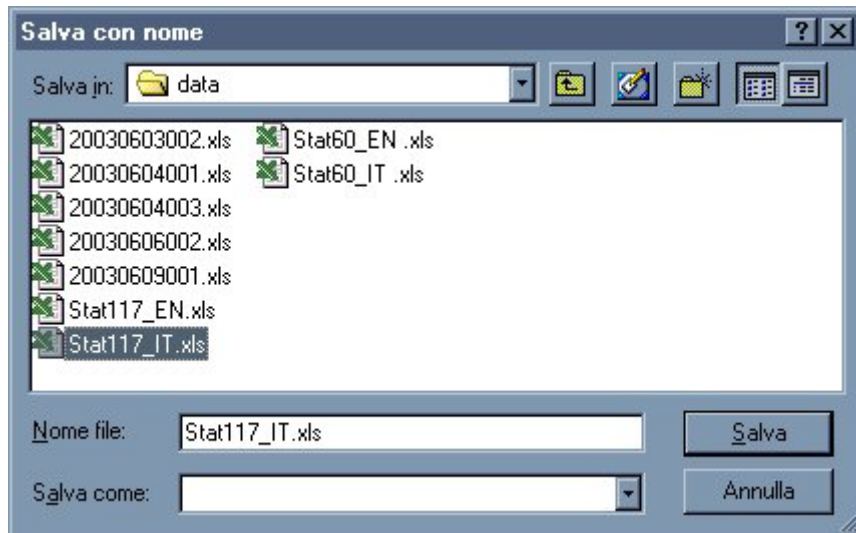 Salva con nome
Salva in: data
20030603002.xls
20030604001.xls
20030604003.xls
20030606002.xls
20030609001.xls
Stat117_EN.xls
Stat117_IT.xls
Stat60_EN .xls
Stat60_IT .xls
Nome file: Stat117_IT.xls Salva
Salva come: Annulla